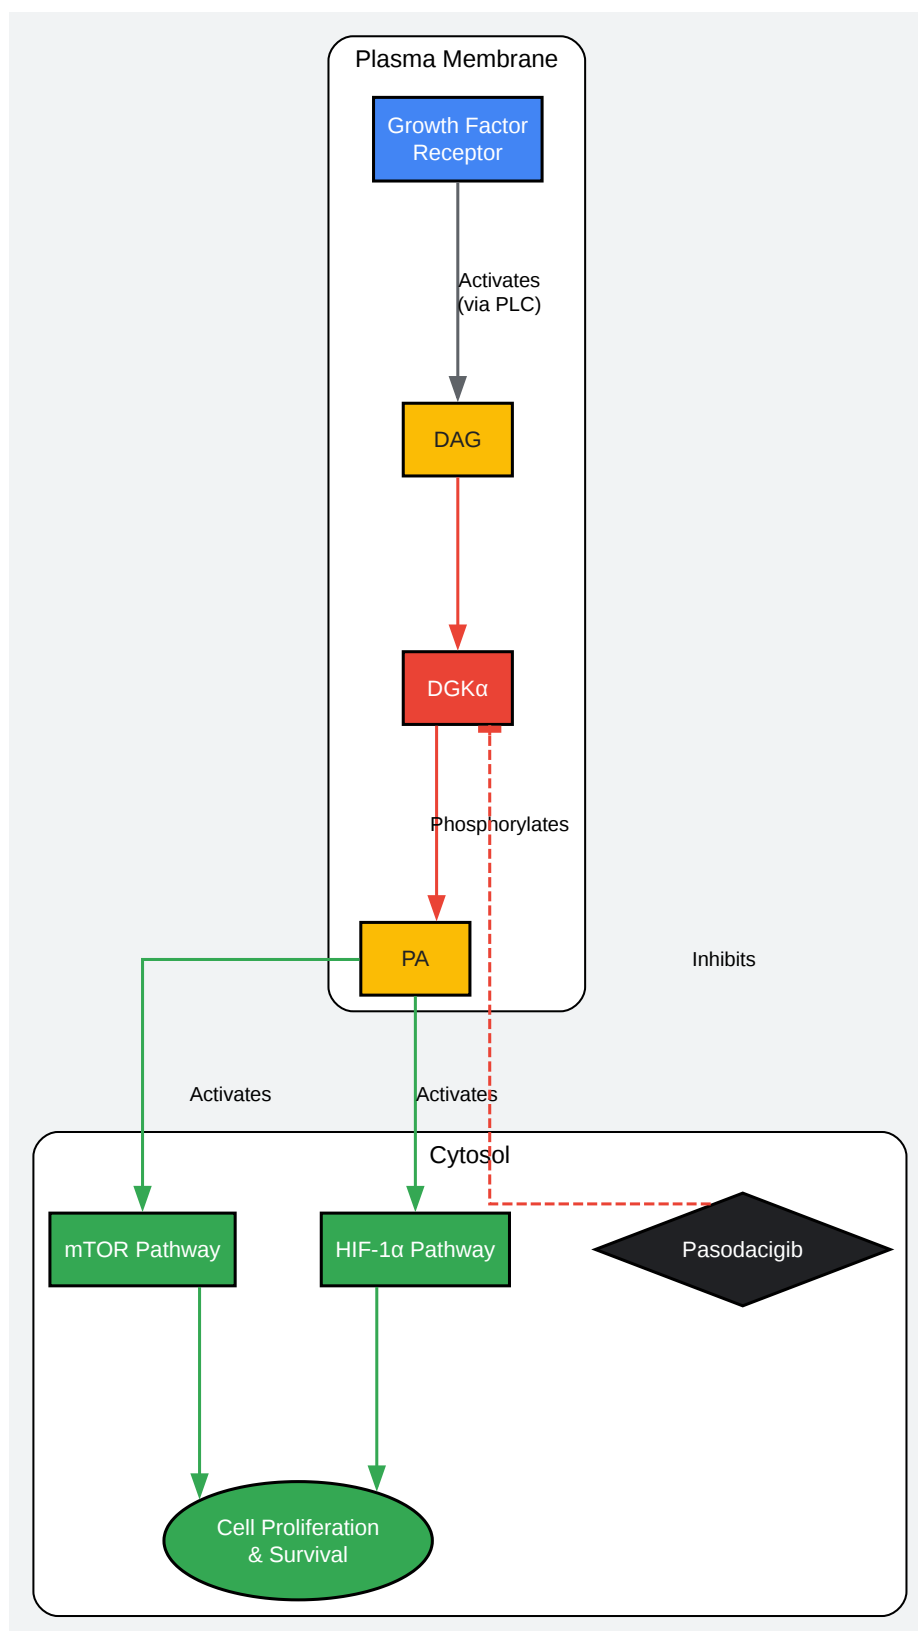 Plasma Membrane
Growth Factor
Receptor
Activates
(via PLC)
DAG
DGKα
Phosphorylates
PA
Inhibits
Activates
Activates
Cytosol
mTOR Pathway
HIF-1α Pathway
Pasodacigib
Cell Proliferation
& Survival